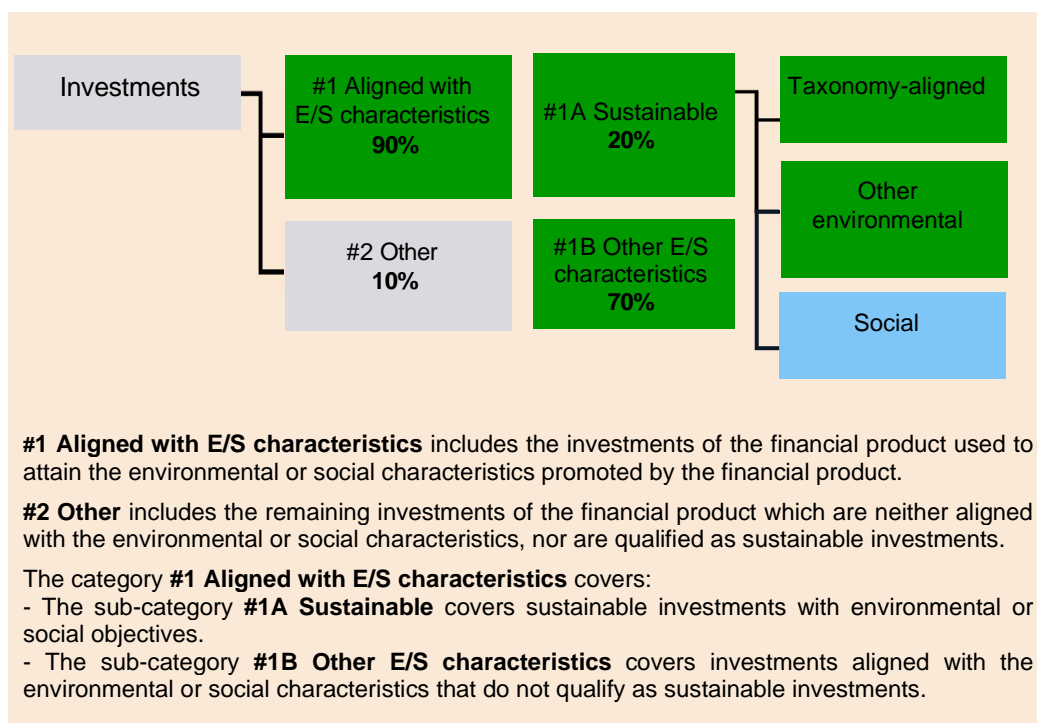 Investments
#1 Aligned with
E/S characteristics
90%
#2 Other
10%
#1A Sustainable
20%
#1B Other E/S
characteristics
70%
Taxonomy-aligned
Other
environmental
Social
#1 Aligned with E/S characteristics includes the investments of the financial product used to
attain the environmental or social characteristics promoted by the financial product.
#2 Other includes the remaining investments of the financial product which are neither aligned
with the environmental or social characteristics, nor are qualified as sustainable investments.
The category #1 Aligned with E/S characteristics covers:
- The sub-category #1A Sustainable covers sustainable investments with environmental or
social objectives.
- The sub-category #1B Other E/S characteristics covers investments aligned with the
environmental or social characteristics that do not qualify as sustainable investments.